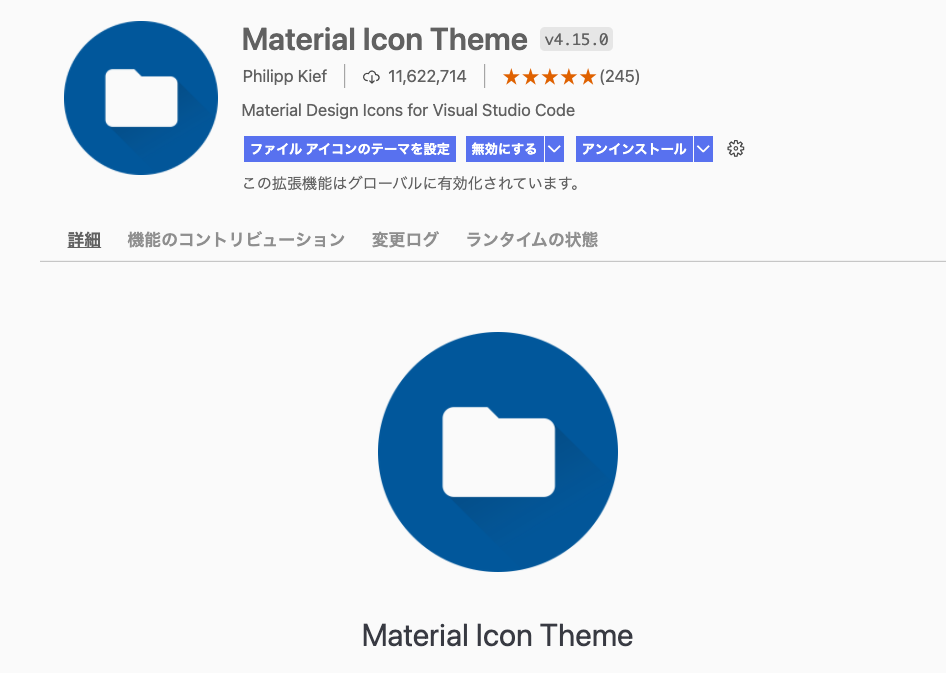 Material Icon Theme v4.15.0
Philipp Kief 11,622,714 ★★★★★(245)
Material Design Icons for Visual Studio Code
ファイル アイコンのテーマを設定 無効にする アンインストール
この拡張機能はグローバルに有効化されています。
詳細 機能のコントリビューション 変更ログ ランタイムの状態
Material Icon Theme